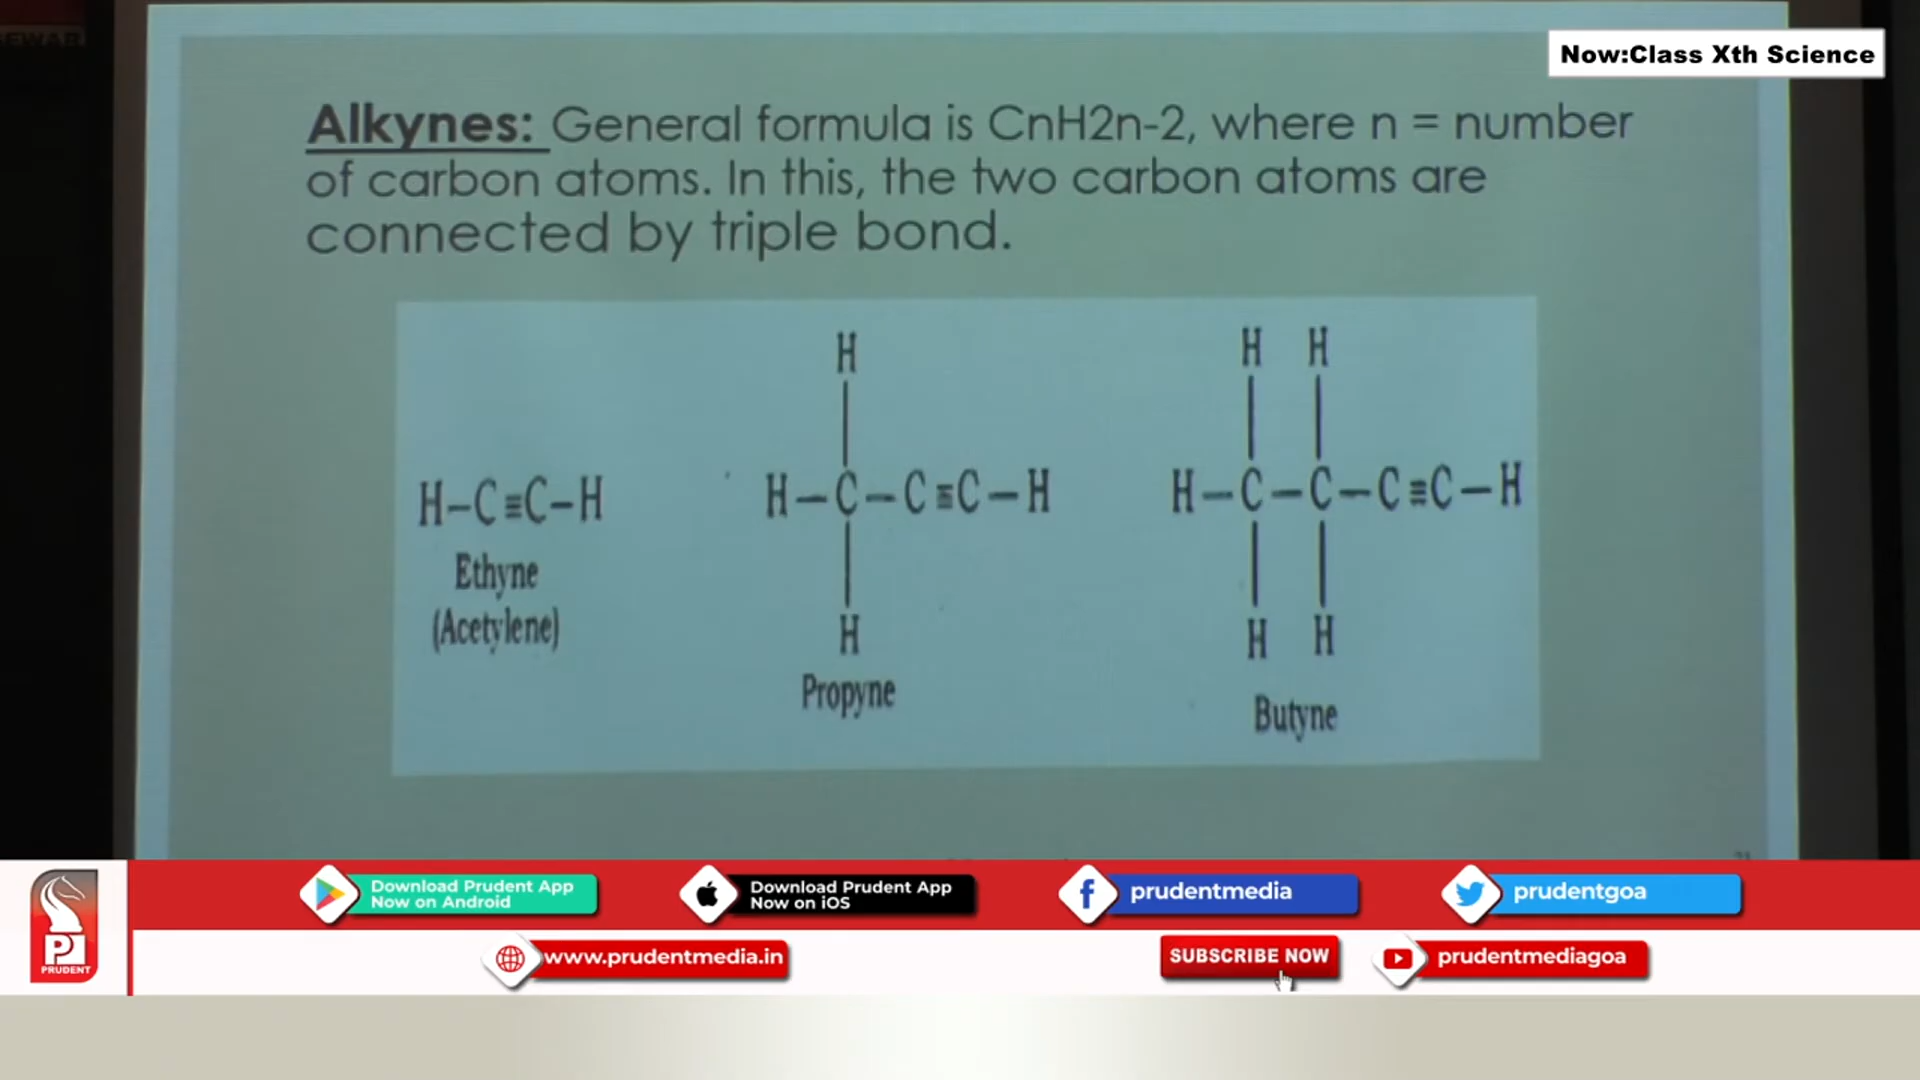 Now:Class Xth Science
Alkynes: General formula is CnH2n-2, where n = number
of carbon atoms. In this, the two carbon atoms are
connected by triple bond.
H
H H
H–C≡C–H
H–C–C≡C–H
H–C–C–C≡C–H
Ethyne
(Acetylene)
H
H H
Propyne
Butyne
Download Prudent App
Now on Android
Download Prudent App
Now on iOS
prudentmedia
prudentgoa
PRUDENT
www.prudentmedia.in
SUBSCRIBE NOW
prudentmediagoa